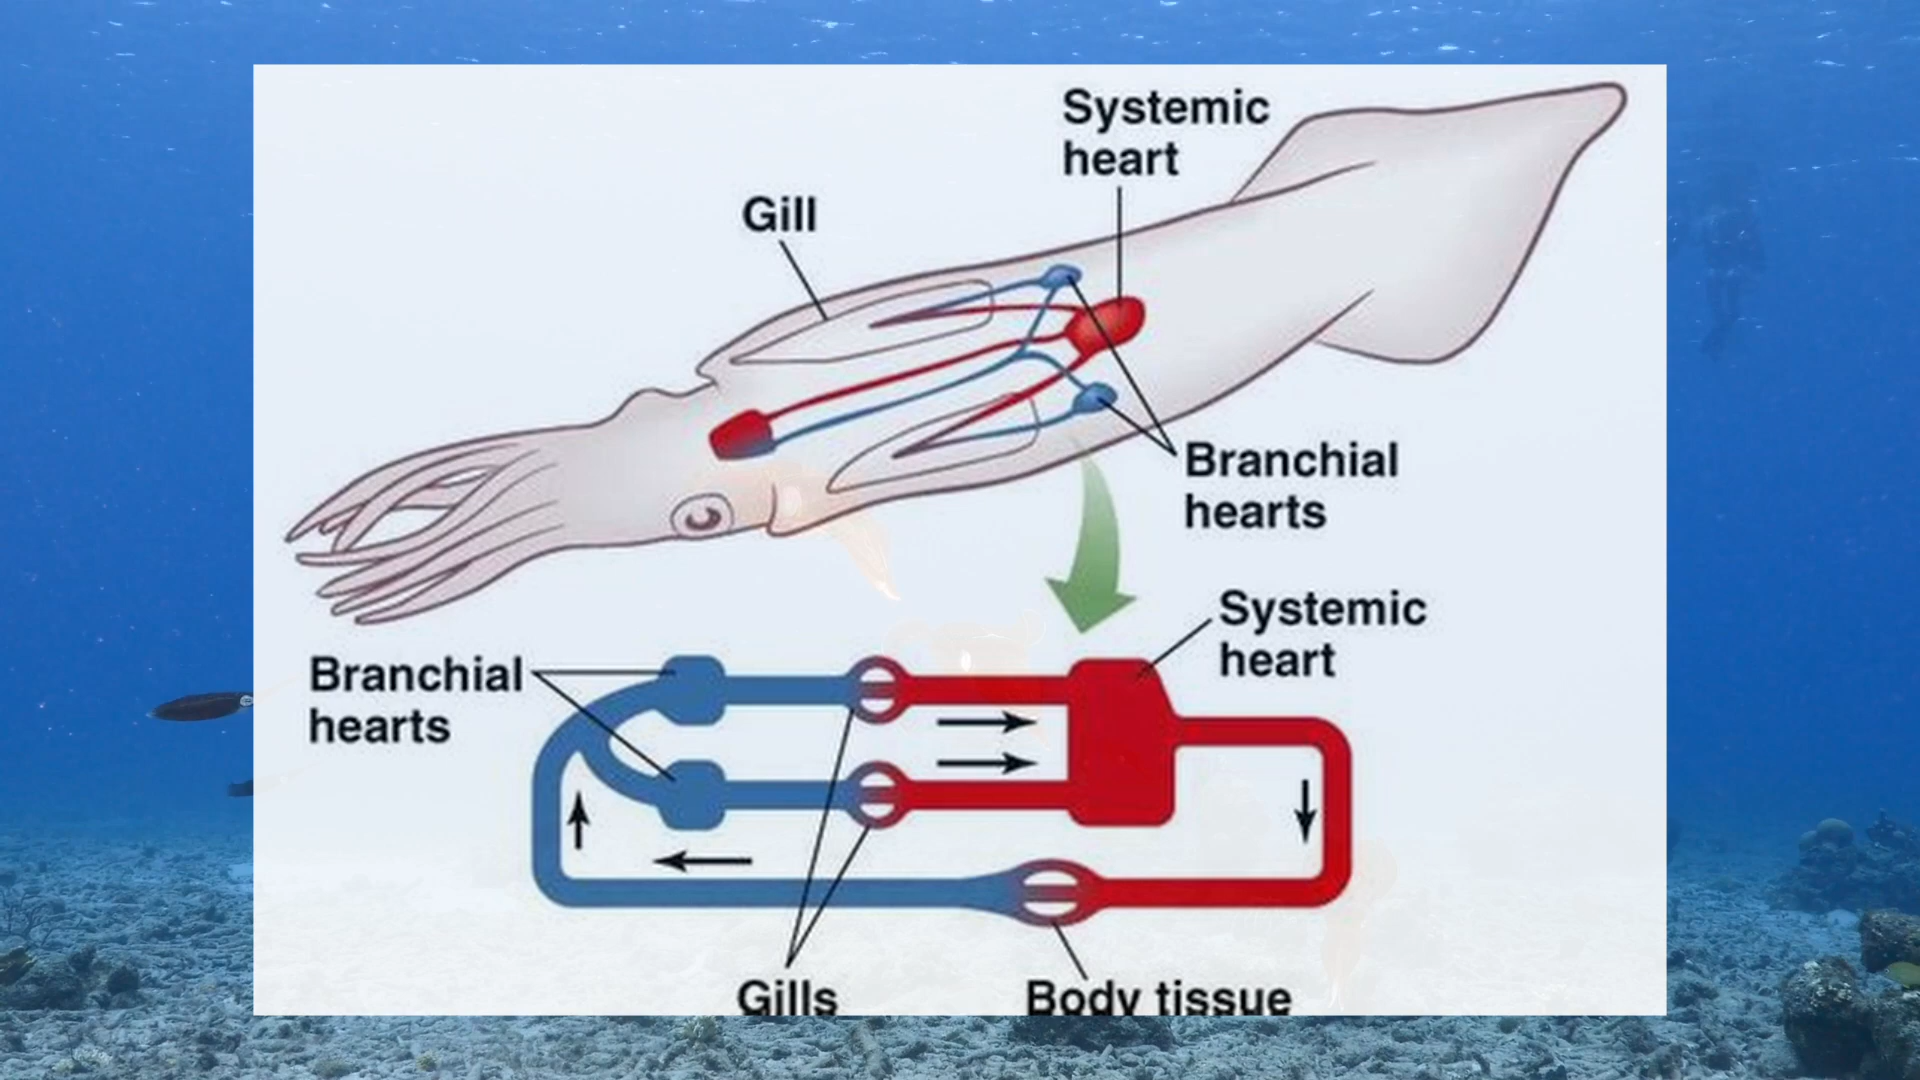 Systemic
heart
Gill
Branchial
hearts
Systemic
heart
Branchial
hearts
Gills
Body tissue